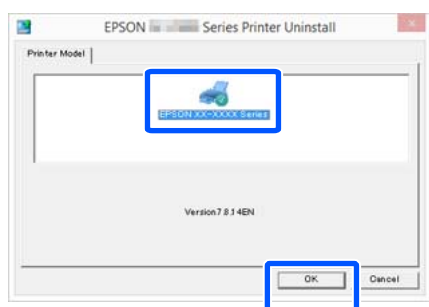 EPSON Series Printer Uninstall
Printer Model
EPSON XX-XXXX Series
Version7.8.1 4EN
OK Cancel